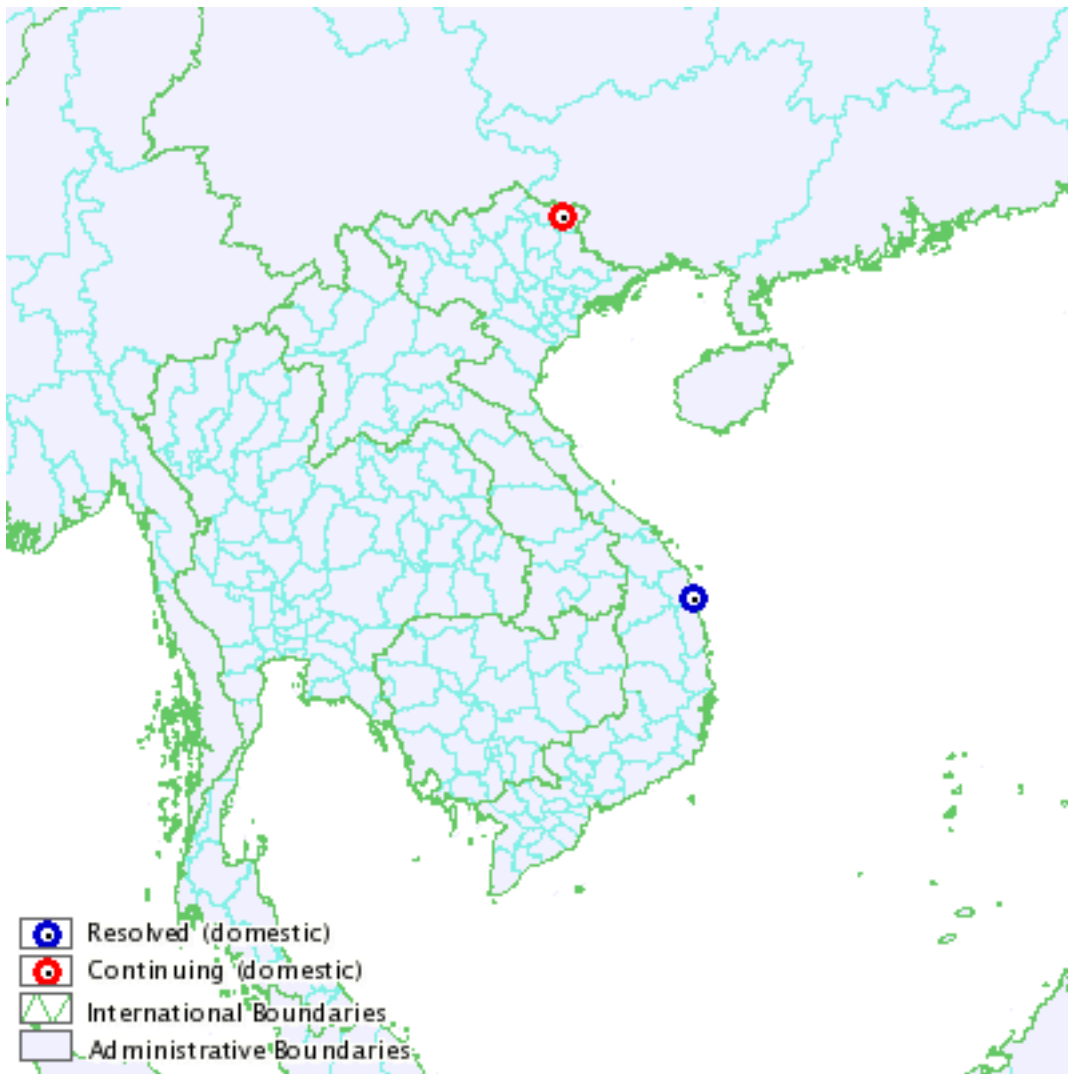 Resolved (domestic)
Continuing (domestic)
International Boundaries
Administrative Boundaries